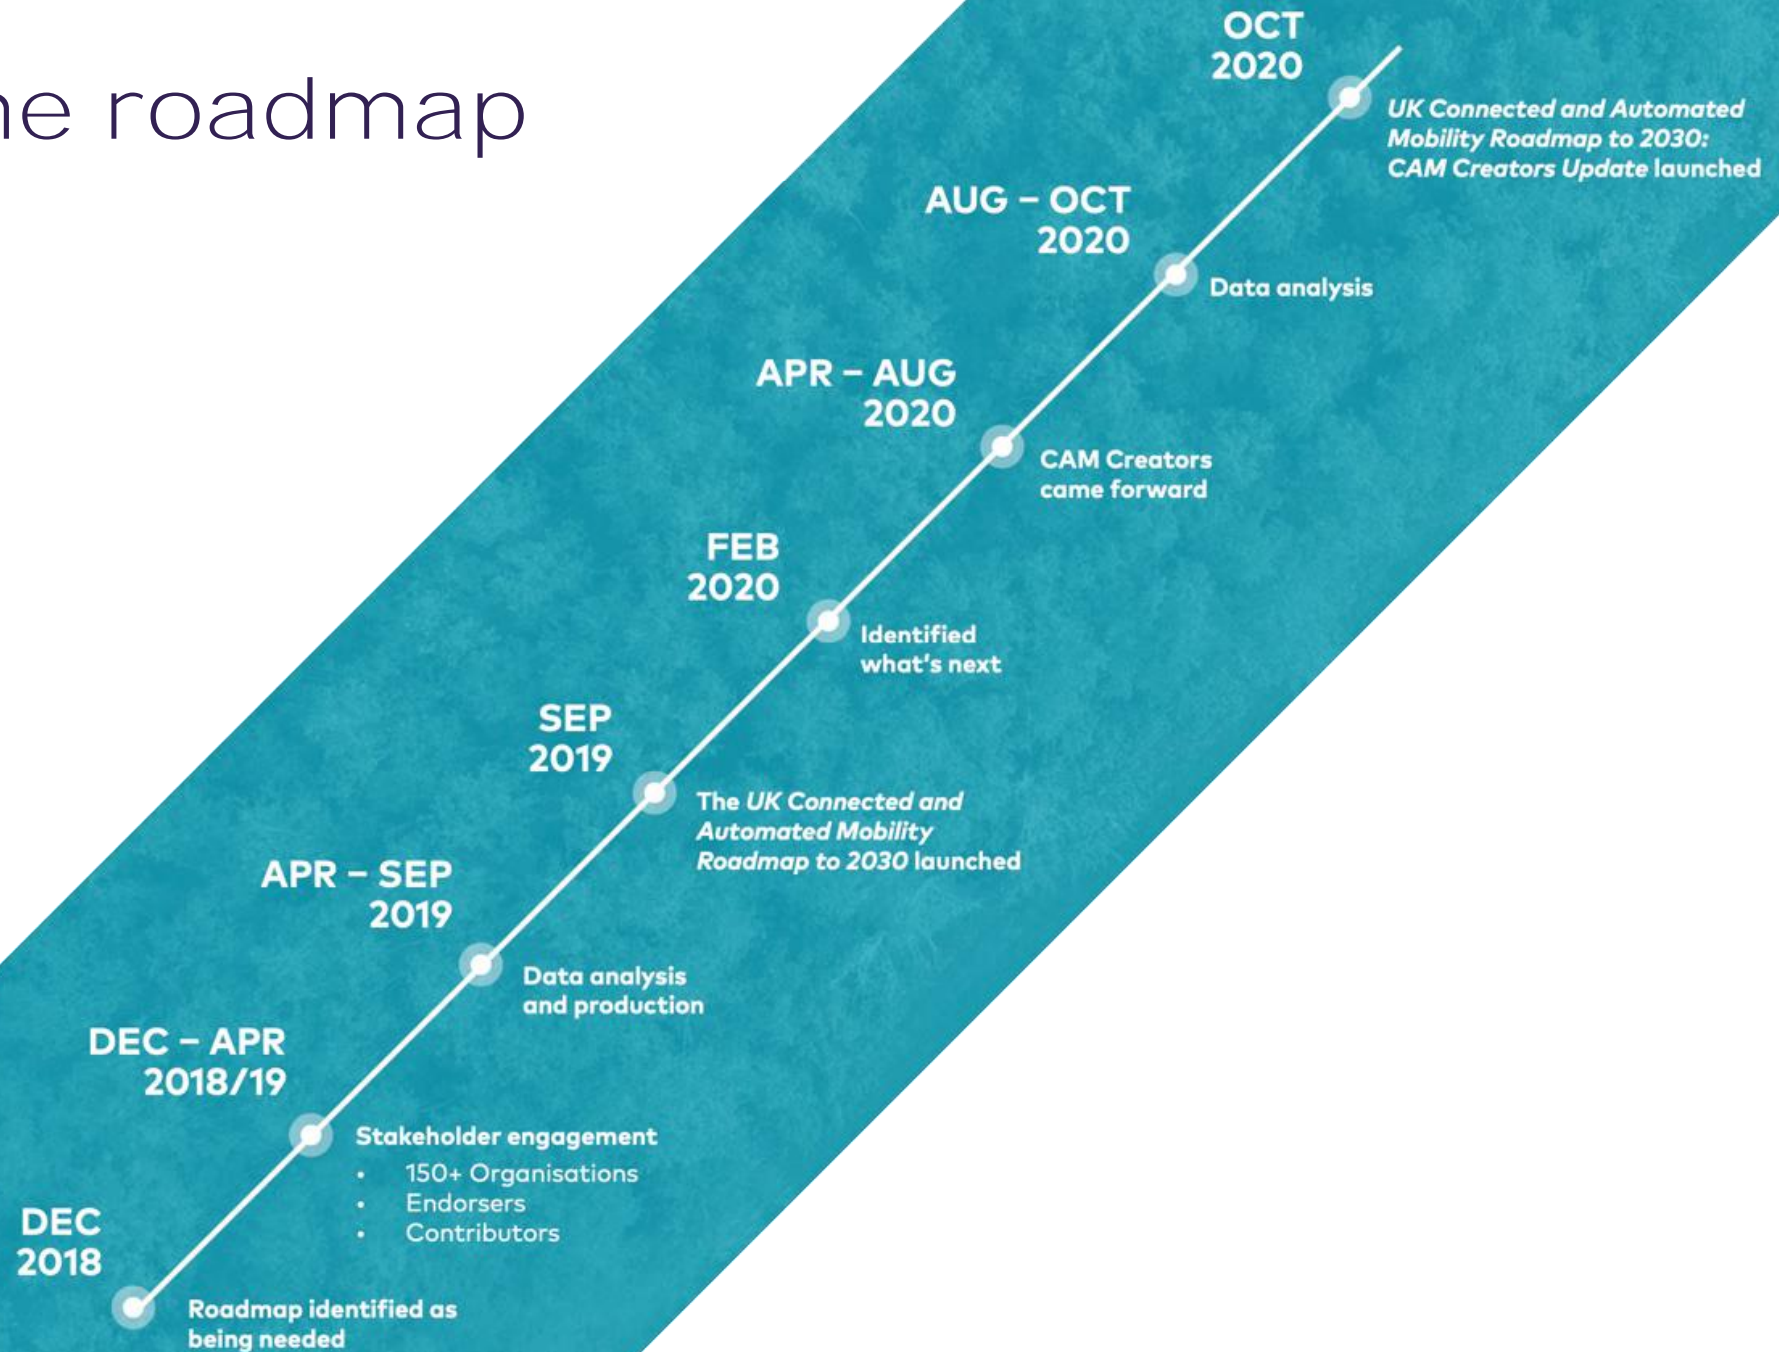 he roadmap
OCT
2020
UK Connected and Automated
Mobility Roadmap to 2030:
CAM Creators Update launched
AUG – OCT
2020
Data analysis
APR – AUG
2020
CAM Creators
came forward
FEB
2020
Identified
what's next
SEP
2019
The UK Connected and
Automated Mobility
Roadmap to 2030 launched
APR – SEP
2019
Data analysis
and production
DEC – APR
2018/19
Stakeholder engagement
• 150+ Organisations
• Endorsers
• Contributors
DEC
2018
Roadmap identified as
being needed